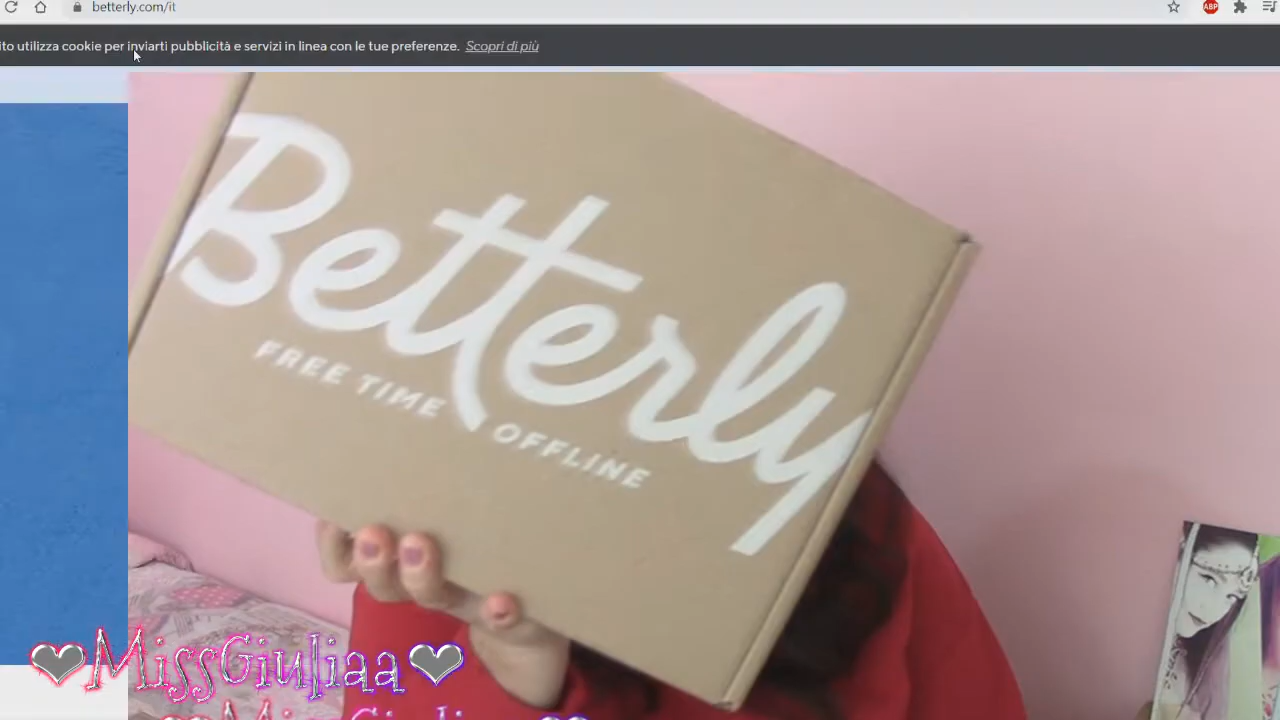 betterly.com/it
ABP
ito utilizza cookie per inviarti pubblicità e servizi in linea con le tue preferenze. Scopri di più
Betterly
FREE TIME OFFLINE
❤MissGiuliaa❤